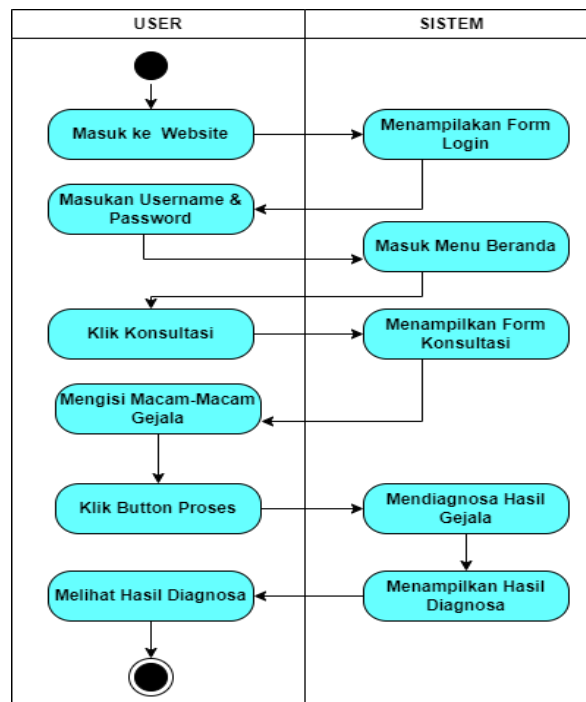 USER
SISTEM
Masuk ke Website
Menampilakan Form
Login
Masukan Username &
Password
Masuk Menu Beranda
Klik Konsultasi
Menampilkan Form
Konsultasi
Mengisi Macam-Macam
Gejala
Klik Button Proses
Mendiagnosa Hasil
Gejala
Menampilkan Hasil
Diagnosa
Melihat Hasil Diagnosa